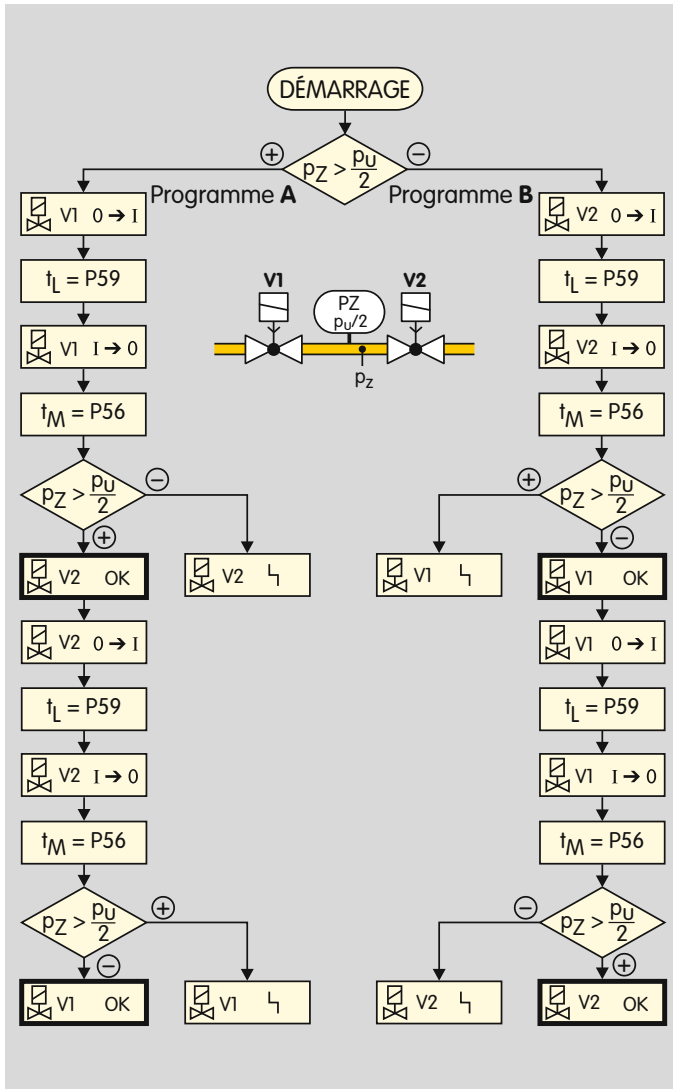 DÉMARRAGE
pZ > pu/2
Programme A
Programme B
V1 0 → I
tL = P59
V1 I → 0
tM = P56
pZ > pu/2
V2
V2 OK
V2 0 → I
tL = P59
V2 I → 0
tM = P56
pZ > pu/2
V1
V1 OK
V1
PZ
pu/2
V2
pZ
V2 0 → I
tL = P59
V2 I → 0
tM = P56
pZ > pu/2
V1
V1 OK
V1 0 → I
tL = P59
V1 I → 0
tM = P56
pZ > pu/2
V2
V2 OK